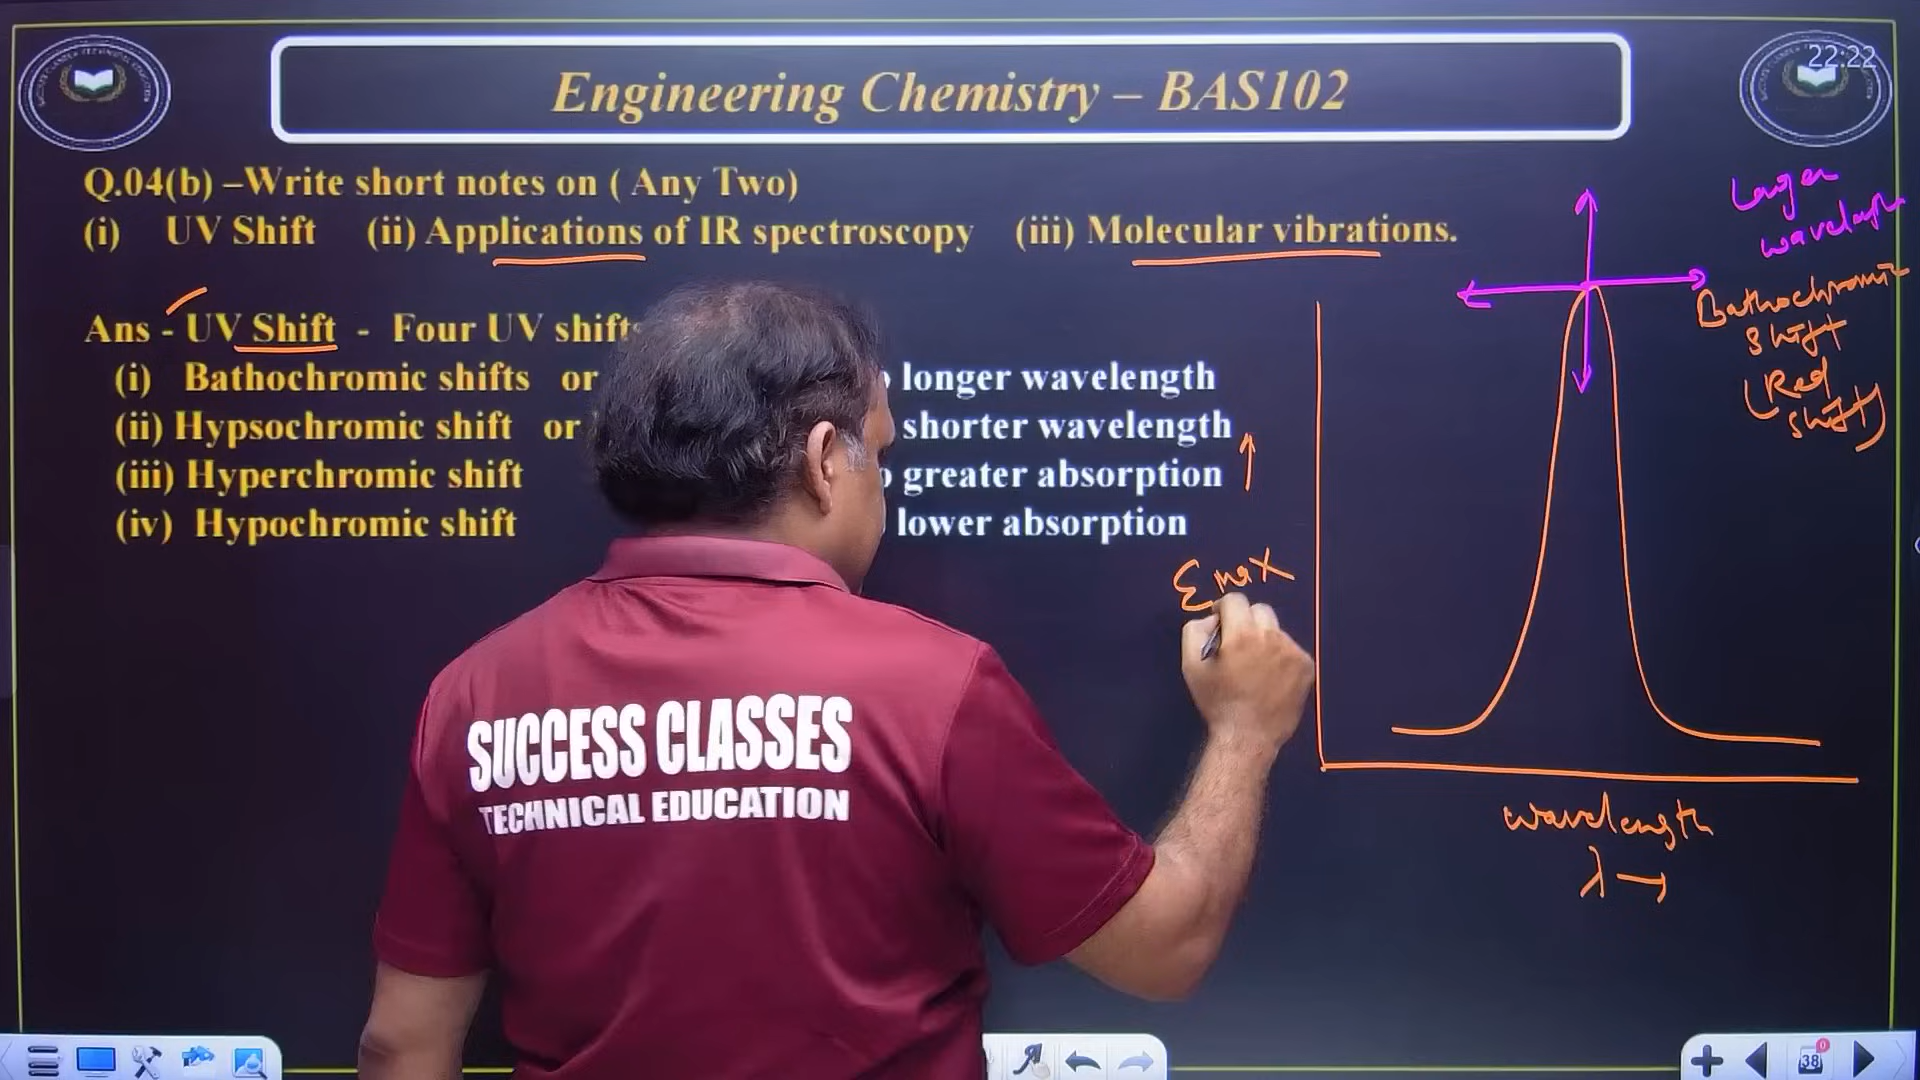 22:22
Engineering Chemistry – BAS102
Q.04(b) –Write short notes on ( Any Two)
(i) UV Shift (ii) Applications of IR spectroscopy (iii) Molecular vibrations.
Ans - UV Shift - Four UV shifts
(i) Bathochromic shifts or longer wavelength
(ii) Hypsochromic shift or shorter wavelength
(iii) Hyperchromic shift greater absorption
(iv) Hypochromic shift lower absorption
Longer
wavelength
Bathochromic
shift
(Red
shift)
↑
Emax
wavelength
λ →
SUCCESS CLASSES
TECHNICAL EDUCATION
38
0